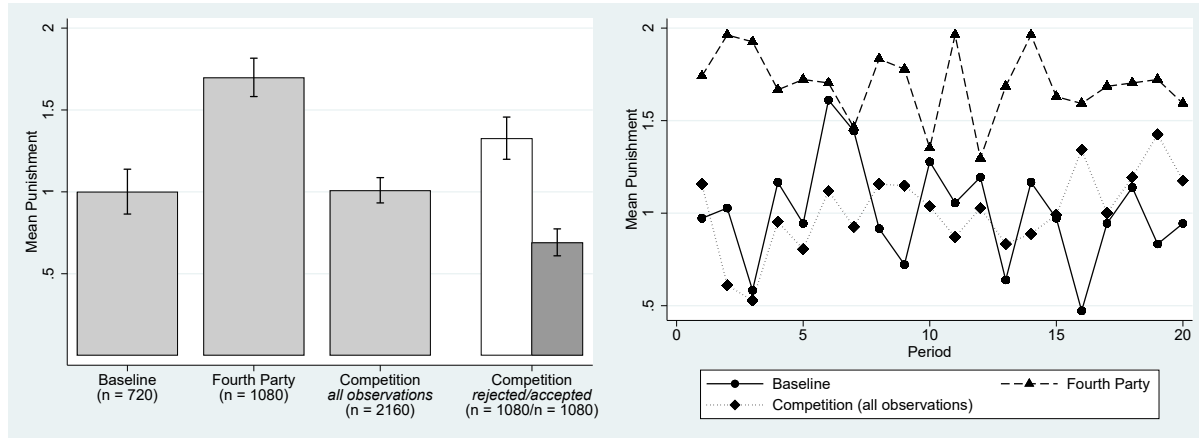 Mean Punishment
2
1.5
1
.5
Baseline
(n = 720)
Fourth Party
(n = 1080)
Competition
all observations
(n = 2160)
Competition
rejected/accepted
(n = 1080/n = 1080)
Mean Punishment
2
1.5
1
.5
0 5 10 15 20
Period
Baseline Fourth Party
Competition (all observations)